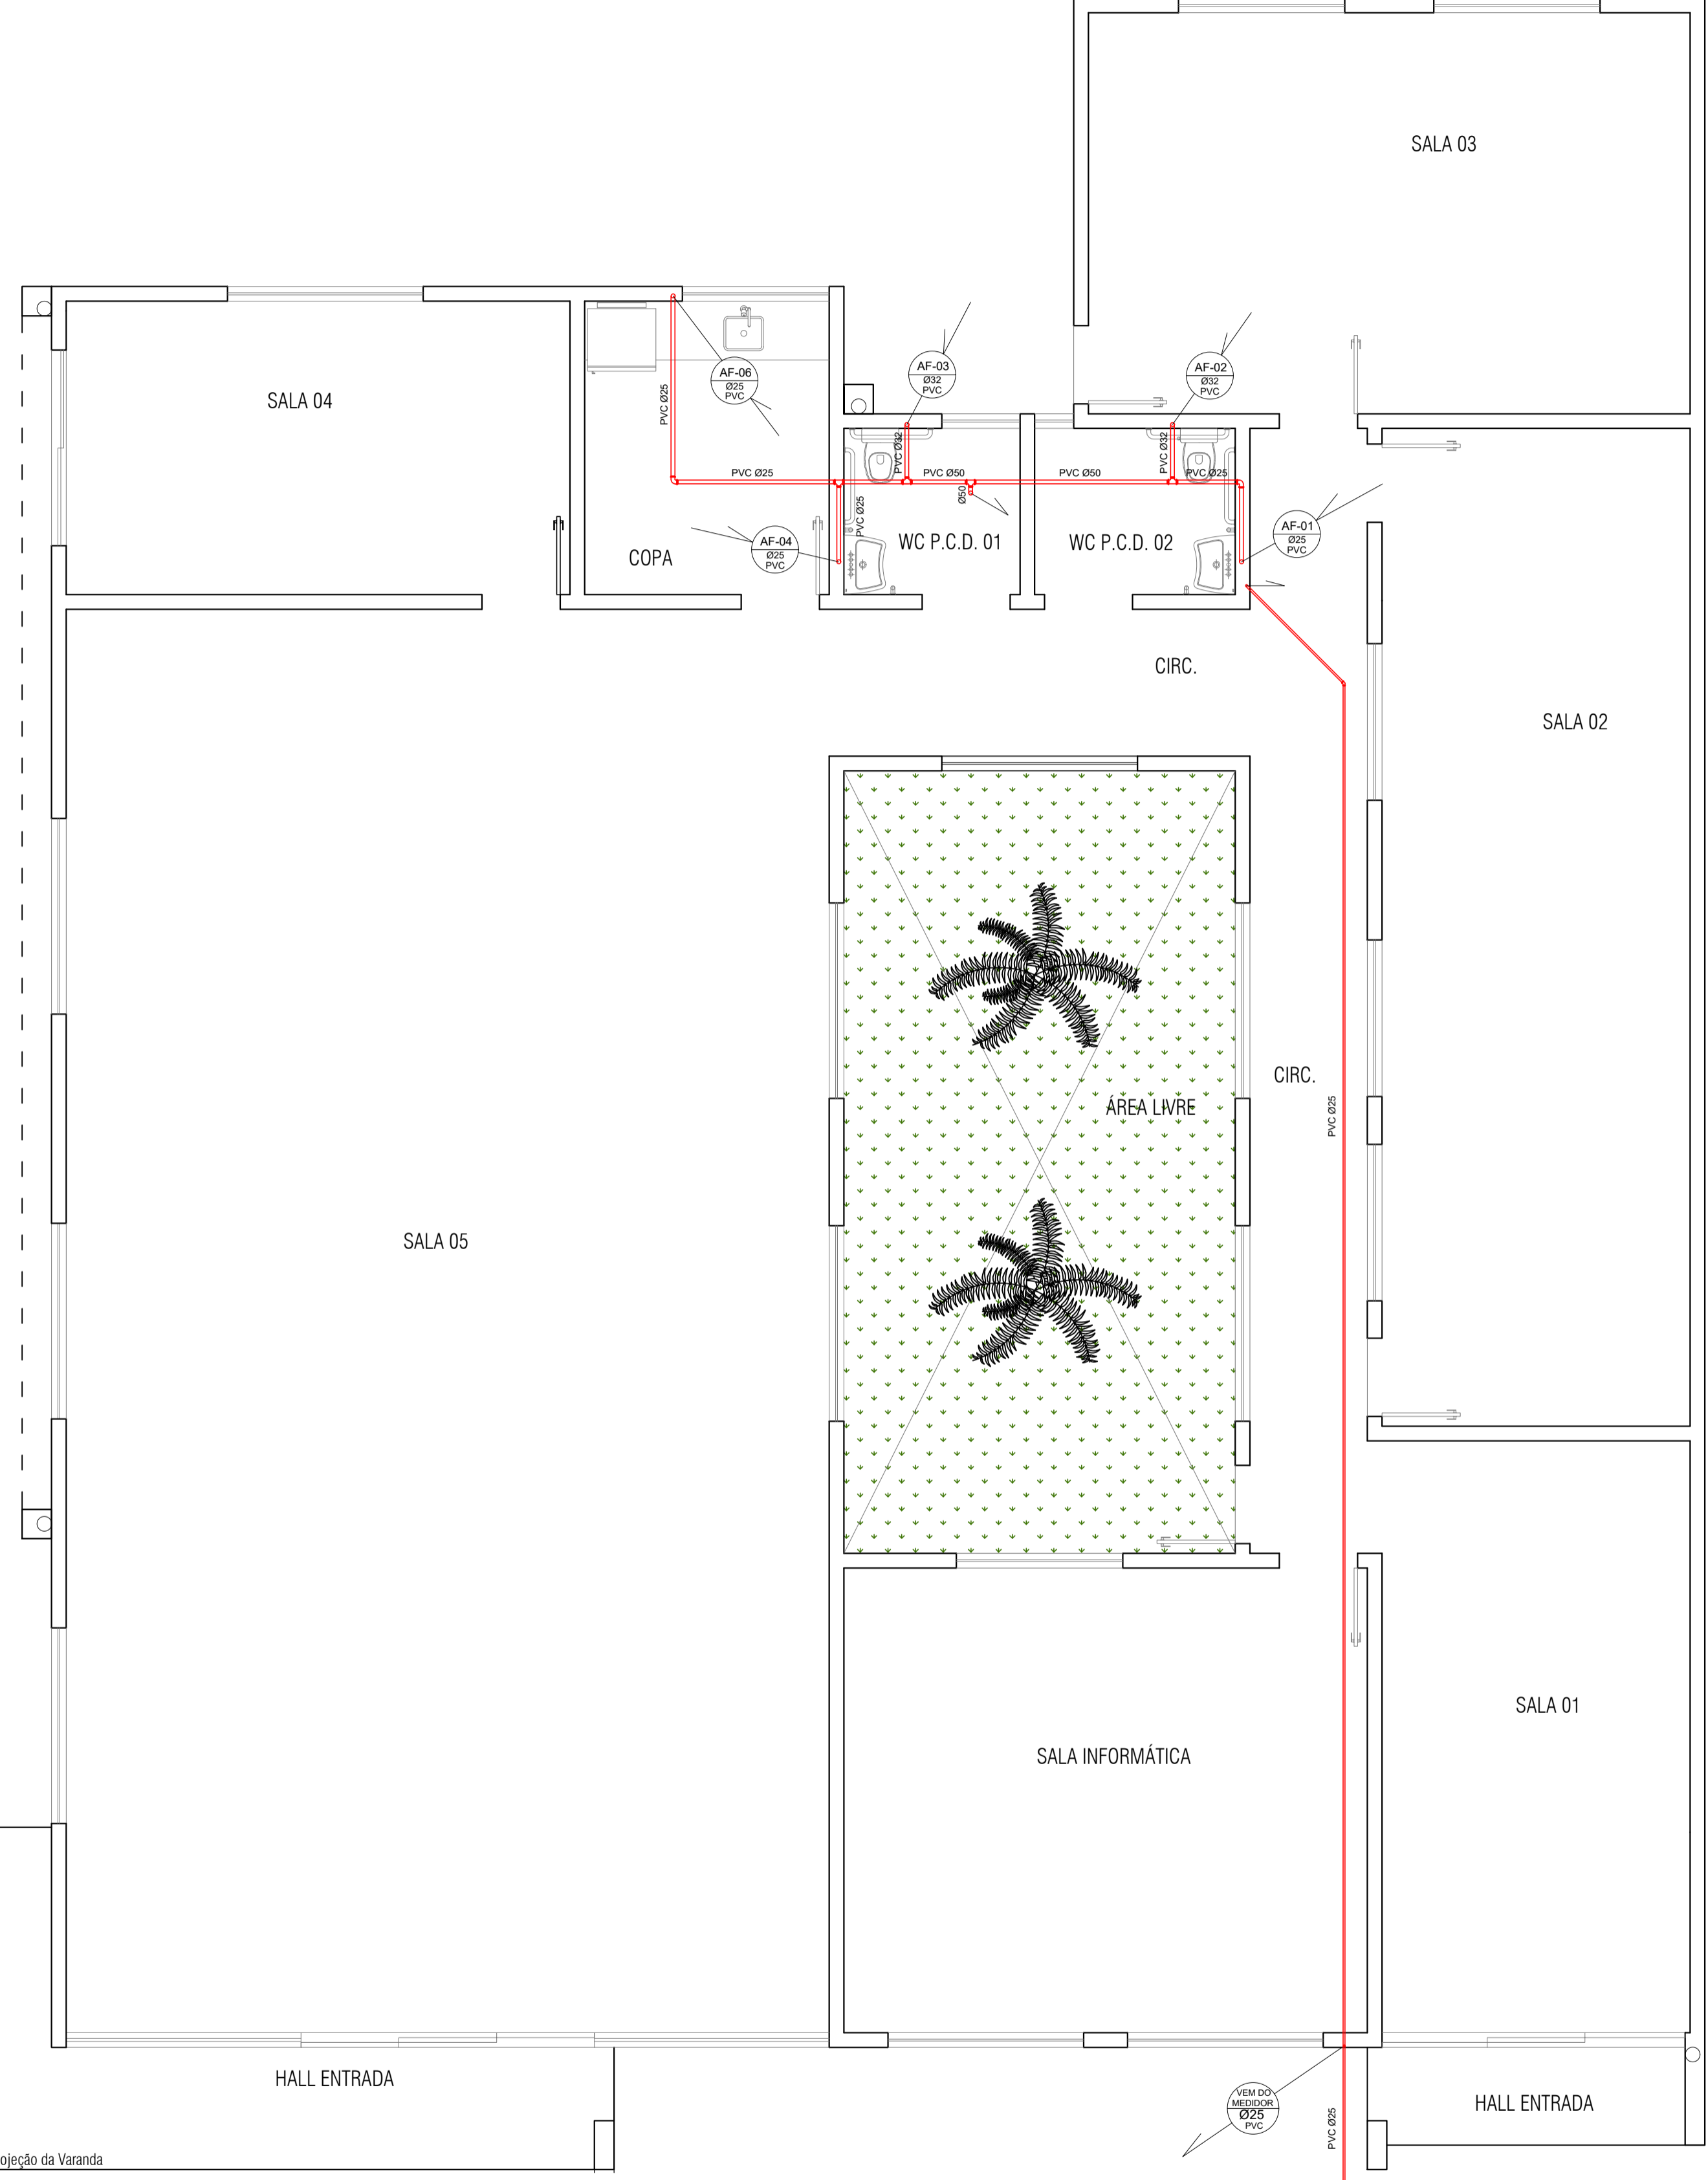 SALA 03
AF-03
Ø32
PVC
AF-02
Ø32
PVC
AF-06
Ø25
PVC
PVC Ø25
SALA 04
PVC Ø32
PVC Ø32
PVC Ø25
PVC Ø50
PVC Ø50
PVC Ø25
Ø50
PVC Ø25
AF-01
Ø25
PVC
AF-04
Ø25
PVC
WC P.C.D. 01
WC P.C.D. 02
COPA
CIRC.
SALA 02
CIRC.
ÁREA LIVRE
PVC Ø25
SALA 05
SALA 01
SALA INFORMÁTICA
HALL ENTRADA
VEM DO
MEDIDOR
Ø25
PVC
HALL ENTRADA
PVC Ø25
ojeção da Varanda